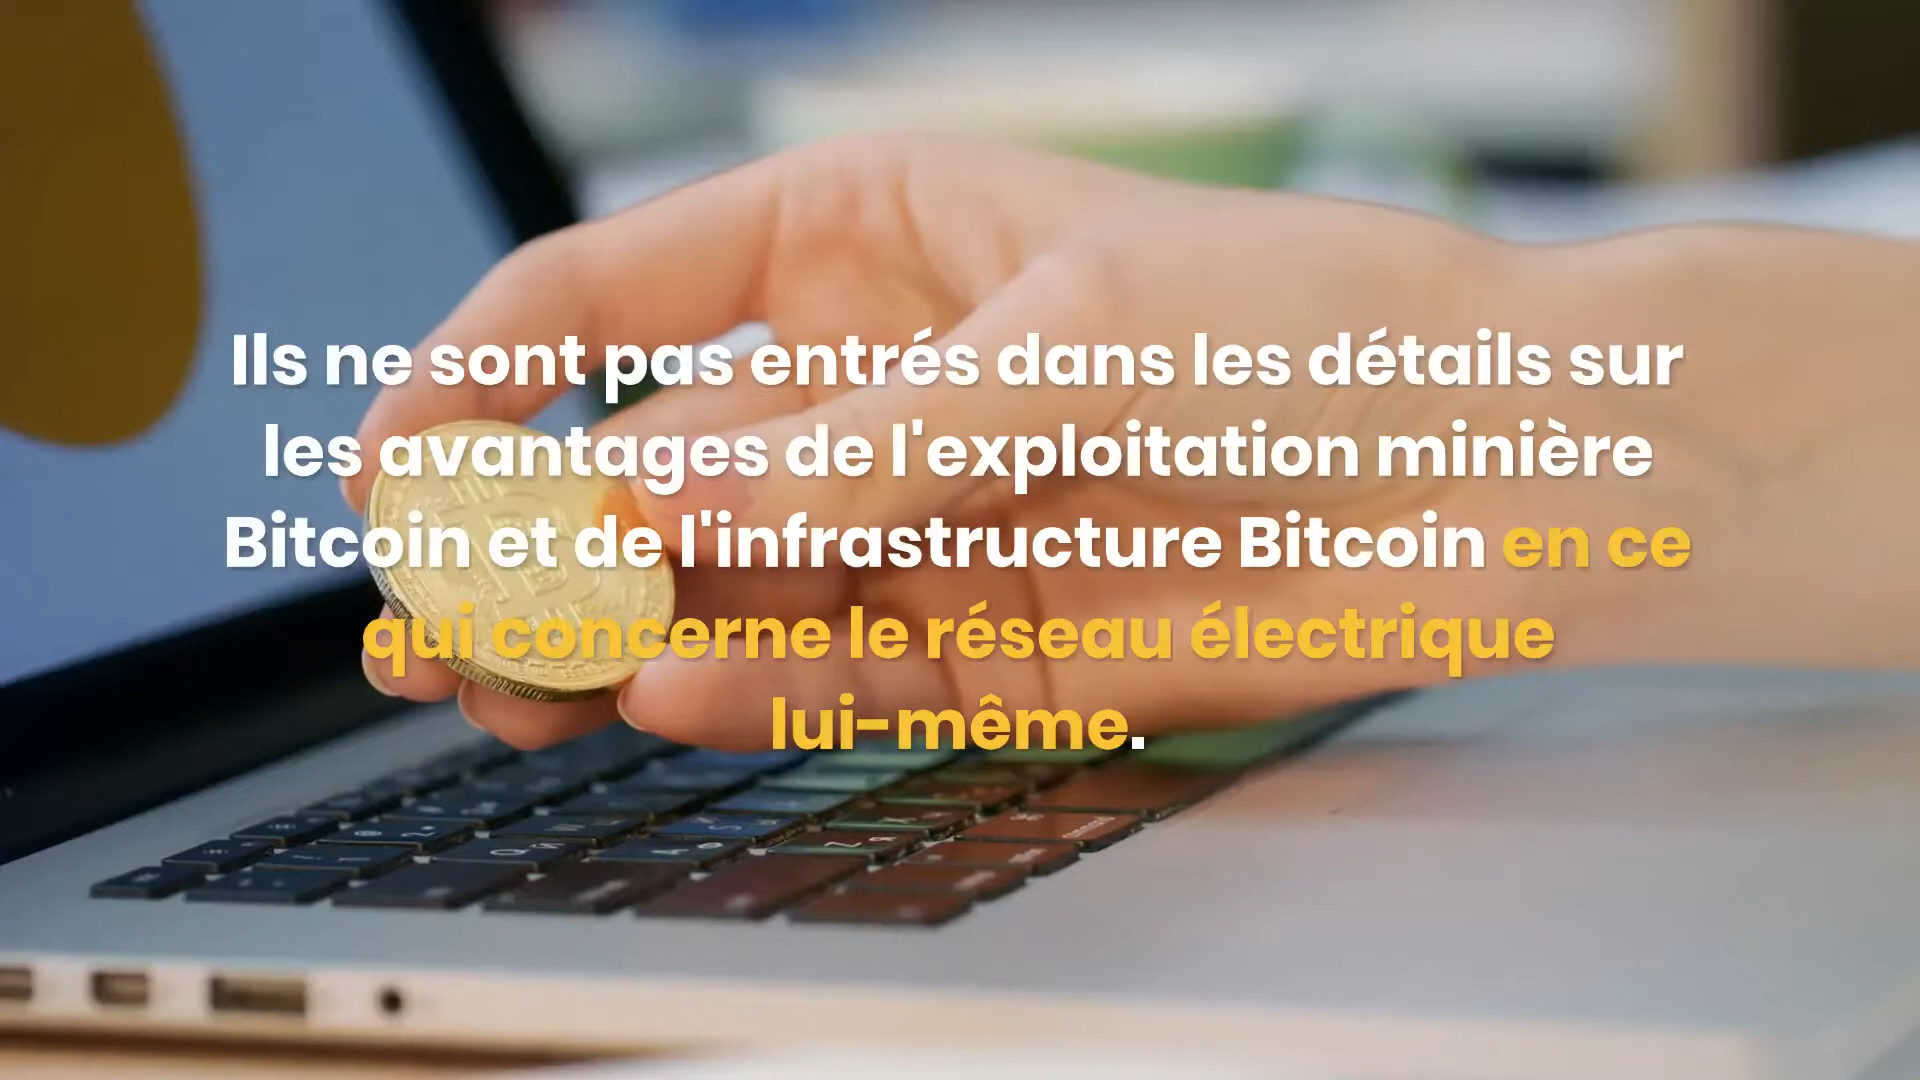 Ils ne sont pas entrés dans les détails sur
les avantages de l'exploitation minière
Bitcoin et de l'infrastructure Bitcoin en ce
qui concerne le réseau électrique
lui-même.